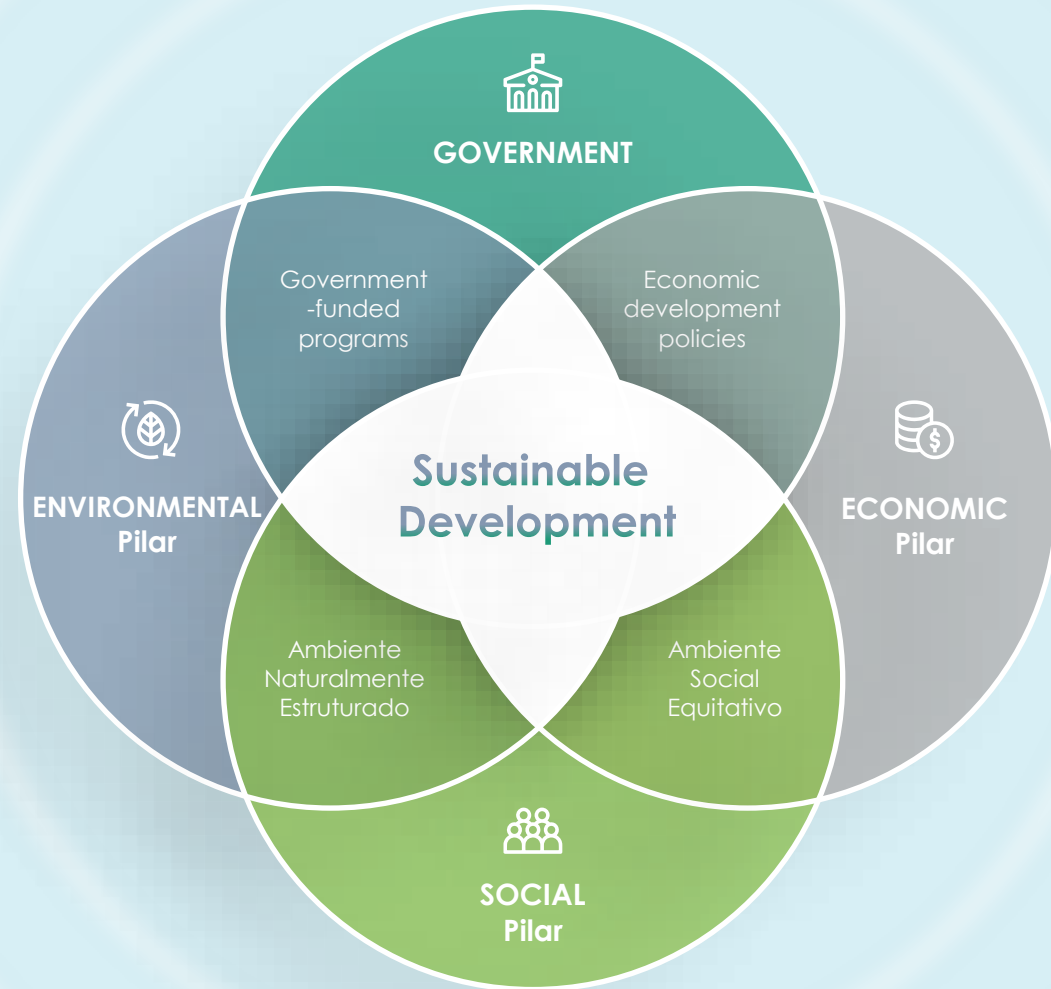 GOVERNMENT
Government
-funded
programs
Economic
development
policies
Sustainable
Development
ENVIRONMENTAL
Pilar
ECONOMIC
Pilar
Ambiente
Naturalmente
Estruturado
Ambiente
Social
Equitativo
SOCIAL
Pilar